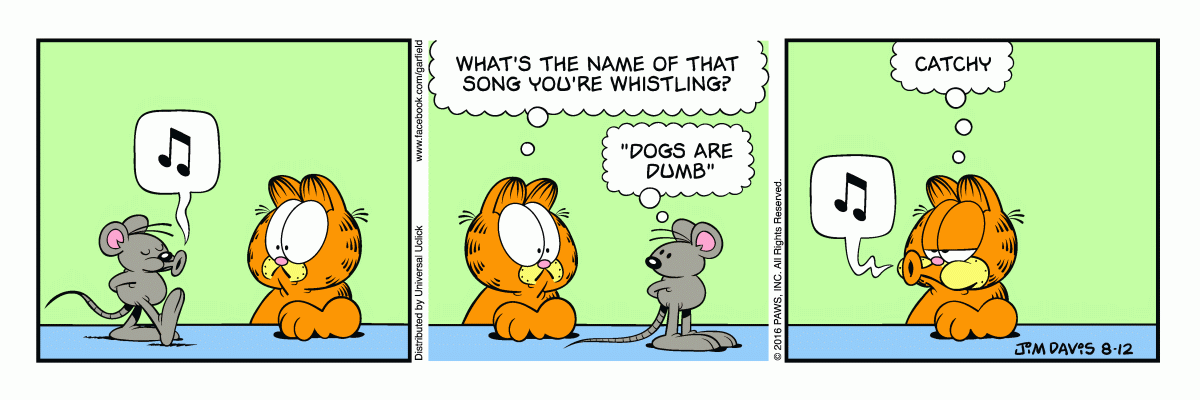 WHAT'S THE NAME OF THAT
SONG YOU'RE WHISTLING?
"DOGS ARE
DUMB"
CATCHY
www.facebook.com/garfield
Distributed by Universal Uclick
© 2016 PAWS, INC. All Rights Reserved.
JIM DAVIS 8-12